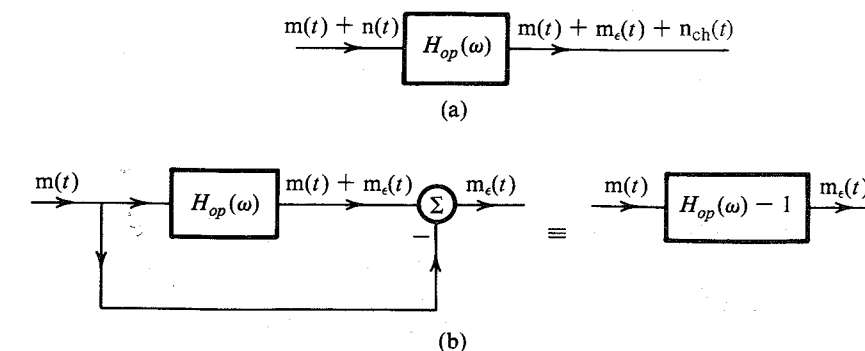 m(t) + n(t)
H_op(ω)
m(t) + m_ϵ(t) + n_ch(t)
(a)
m(t)
H_op(ω)
m(t) + m_ϵ(t)
Σ
−
m_ϵ(t)
≡
m(t)
H_op(ω) − 1
m_ϵ(t)
(b)